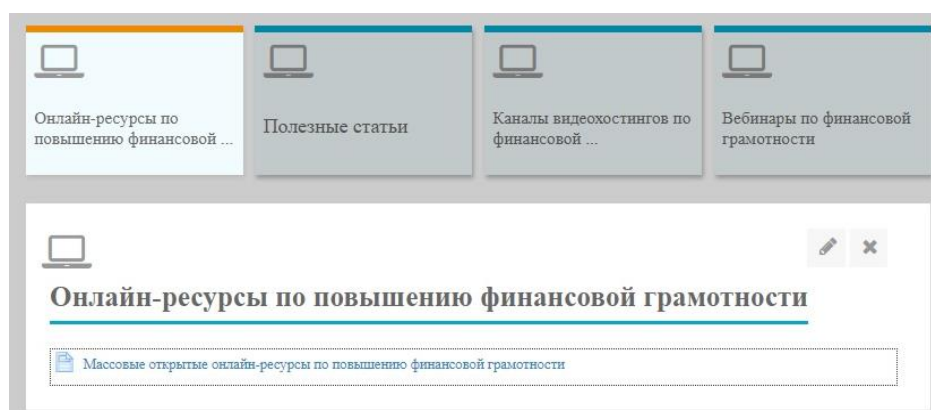 Онлайн-ресурсы по
повышению финансовой ...
Полезные статьи
Каналы видеохостингов по
финансовой ...
Вебинары по финансовой
грамотности
Онлайн-ресурсы по повышению финансовой грамотности
Массовые открытые онлайн-ресурсы по повышению финансовой грамотности